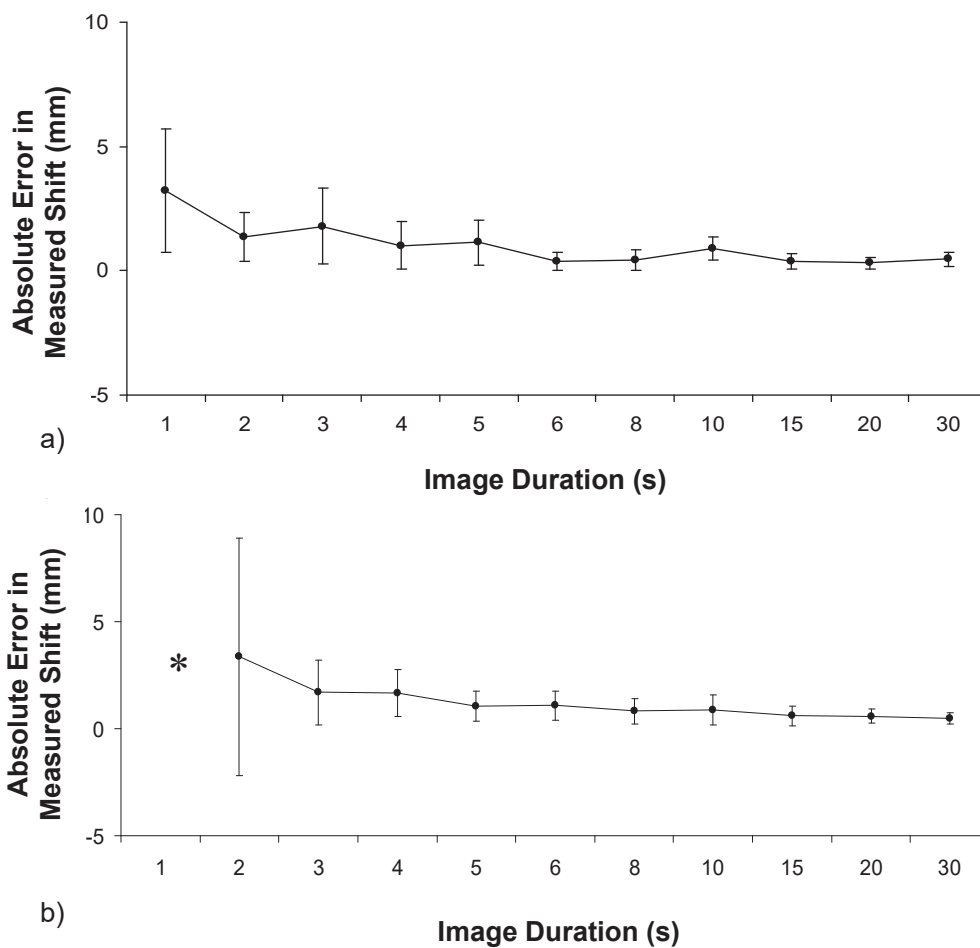 10
5
0
-5
Absolute Error in
Measured Shift (mm)
1 2 3 4 5 6 8 10 15 20 30
a)
Image Duration (s)
10
5
0
-5
Absolute Error in
Measured Shift (mm)
*
1 2 3 4 5 6 8 10 15 20 30
b)
Image Duration (s)